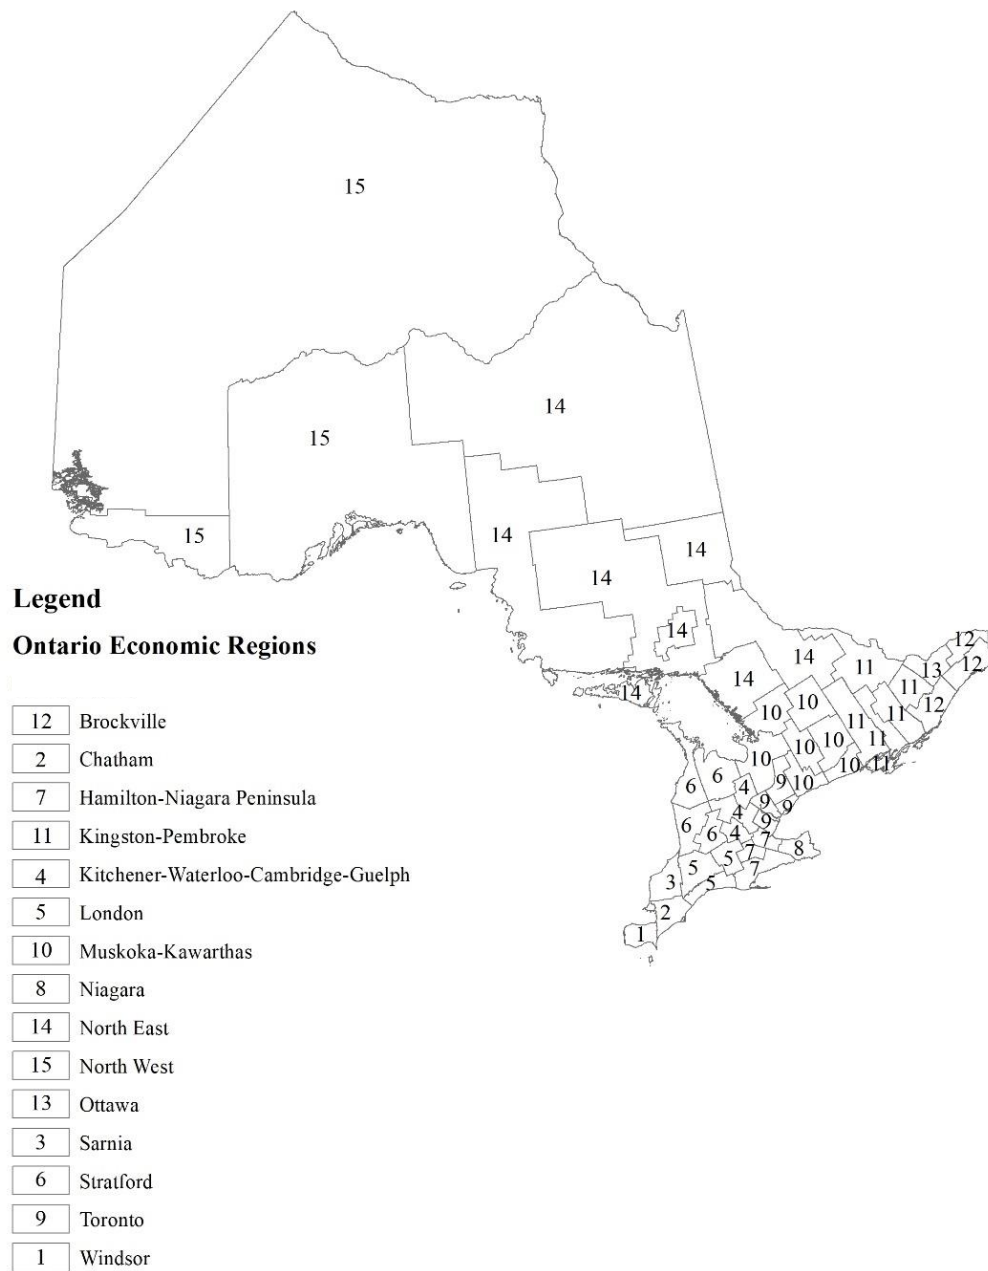 15
14
15
14
15
14
14
14
12
14
12
11
13
14
14
11
10
12
10
11
11
10
10
11
10
10
11
6
9
10
6
4
9
9
4
6
9
6
4
7
8
7
5
5
7
3
5
2
1
Legend
Ontario Economic Regions
12 Brockville
2 Chatham
7 Hamilton-Niagara Peninsula
11 Kingston-Pembroke
4 Kitchener-Waterloo-Cambridge-Guelph
5 London
10 Muskoka-Kawarthas
8 Niagara
14 North East
15 North West
13 Ottawa
3 Sarnia
6 Stratford
9 Toronto
1 Windsor